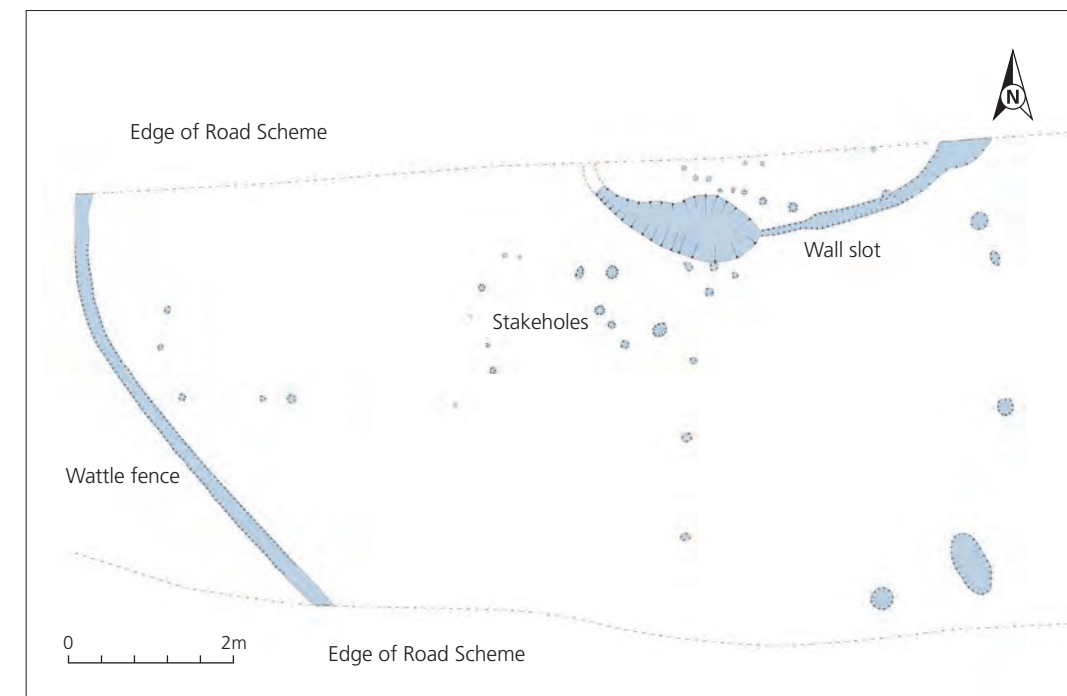 N
Edge of Road Scheme
Wall slot
Stakeholes
Wattle fence
0 2m
Edge of Road Scheme